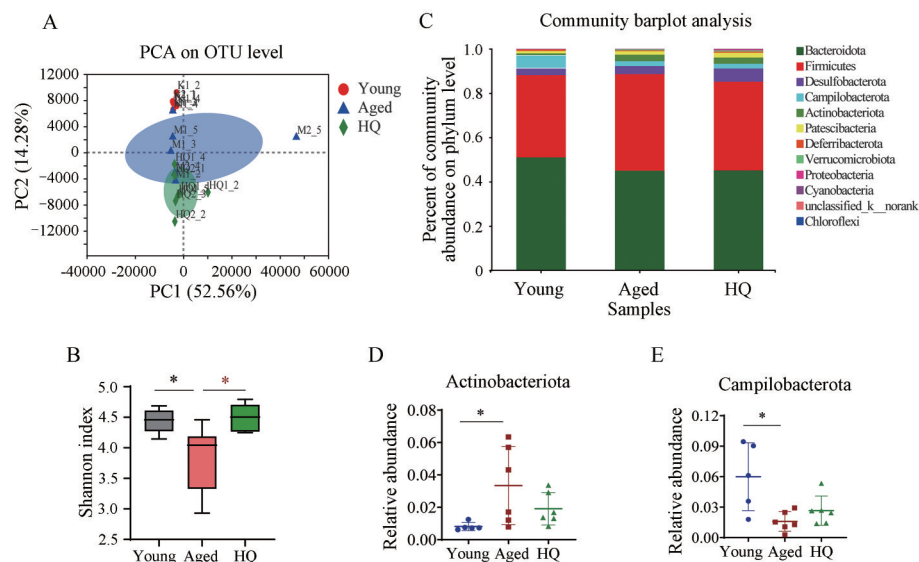 A
PCA on OTU level
12000
8000
4000
0
−4000
−8000
−12000
PC2 (14.28%)
K1_2
M1_5
M2_5
M1_3
HQ1_4
HQ1_2
HQ2_2
-40000
-20000
0
20000
40000
60000
PC1 (52.56%)
Young
Aged
HQ
C
Community barplot analysis
Percent of community
abundance on phylum level
1.0
0.8
0.6
0.4
0.2
0
Young
Aged
HQ
Samples
Bacteroidota
Firmicutes
Desulfobacterota
Campilobacterota
Actinobacteriota
Patescibacteria
Deferribacterota
Verrucomicrobiota
Proteobacteria
Cyanobacteria
unclassified_k__norank
Chloroflexi
B
Shannon index
5.0
4.5
4.0
3.5
3.0
2.5
*
*
Young
Aged
HQ
D
Actinobacteriota
Relative abundance
0.08
0.06
0.04
0.02
0.00
*
Young
Aged
HQ
E
Campilobacterota
Relative abundance
0.12
0.09
0.06
0.03
0.00
*
Young
Aged
HQ